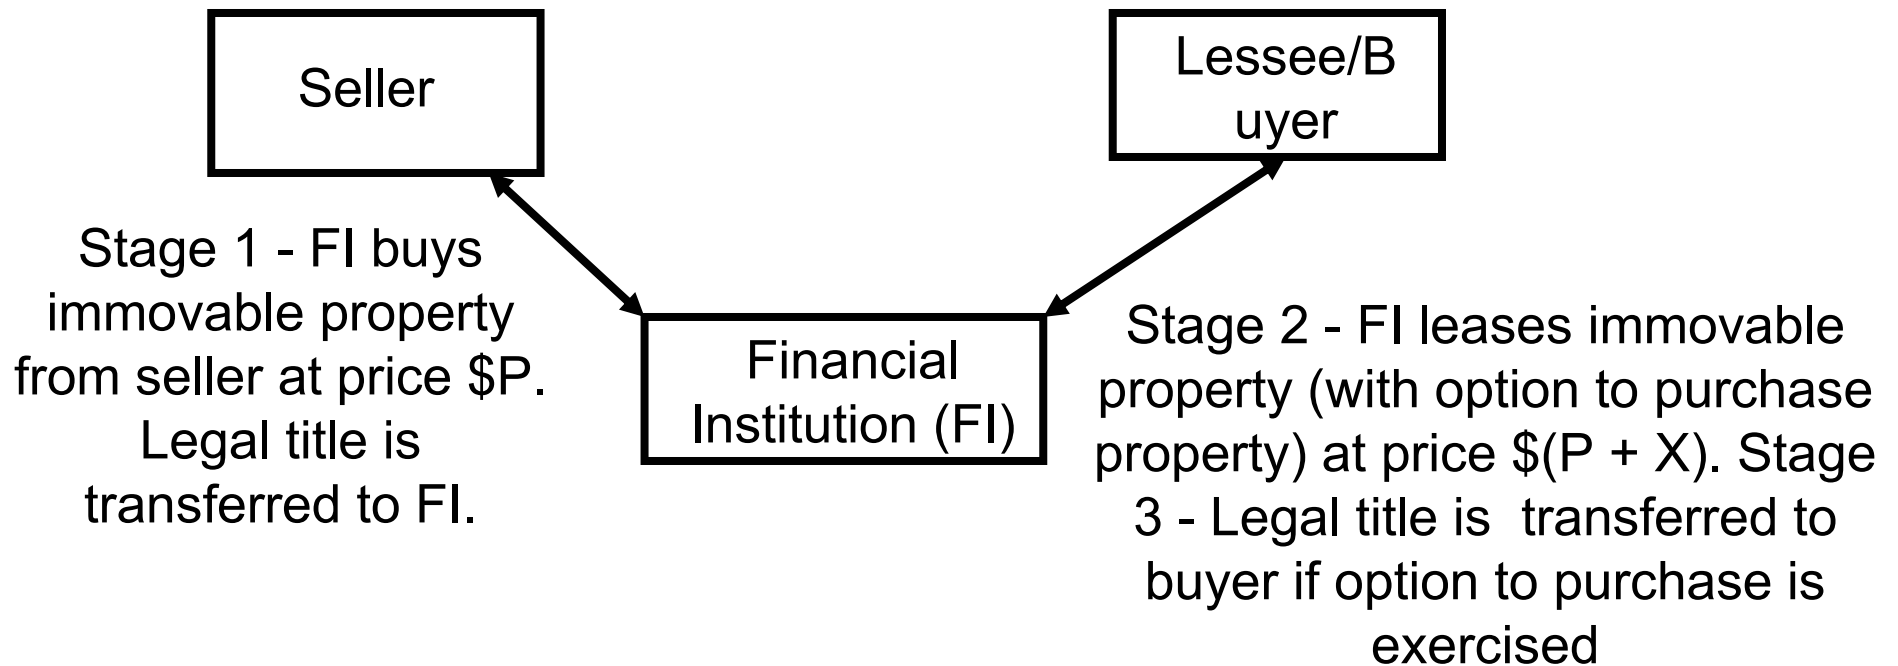 Seller
Lessee/B
uyer
Stage 1 - FI buys
immovable property
from seller at price $P.
Legal title is
transferred to FI.
Financial
Institution (FI)
Stage 2 - FI leases immovable
property (with option to purchase
property) at price $(P + X). Stage
3 - Legal title is  transferred to
buyer if option to purchase is
exercised